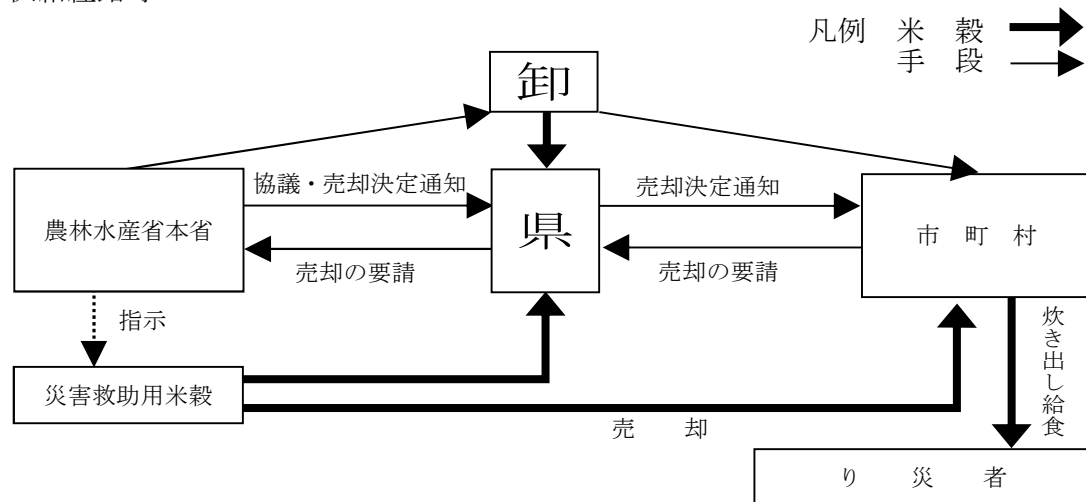 凡例 米 穀
手 段
卸
協議・売却決定通知
売却決定通知
農林水産省本省
県
市 町 村
売却の要請
売却の要請
指示
炊き出し給食
災害救助用米穀
売 却
り 災 者